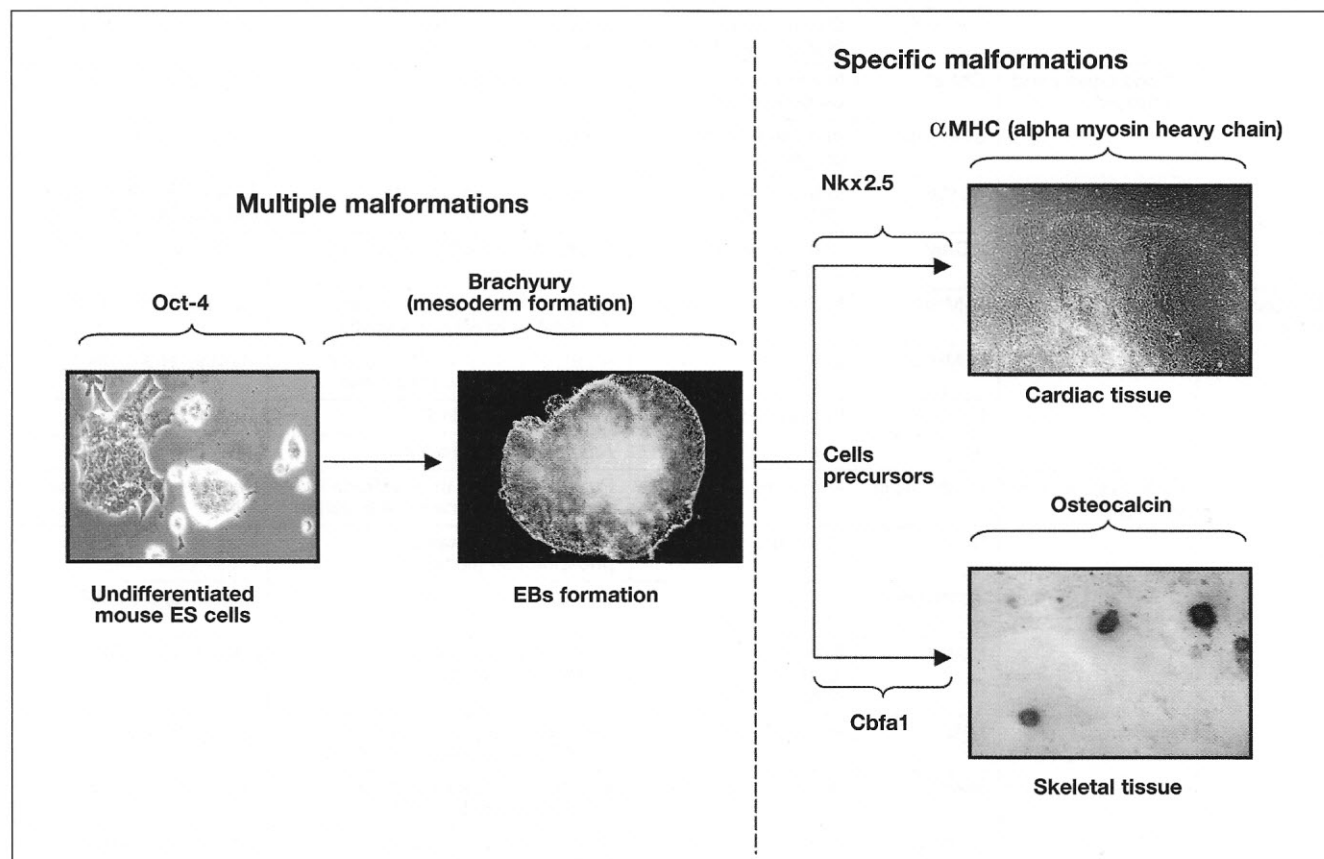 Multiple malformations
Oct-4
Brachyury
(mesoderm formation)
Undifferentiated
mouse ES cells
EBs formation
Specific malformations
αMHC (alpha myosin heavy chain)
Nkx2.5
Cardiac tissue
Cells
precursors
Osteocalcin
Cbfa1
Skeletal tissue